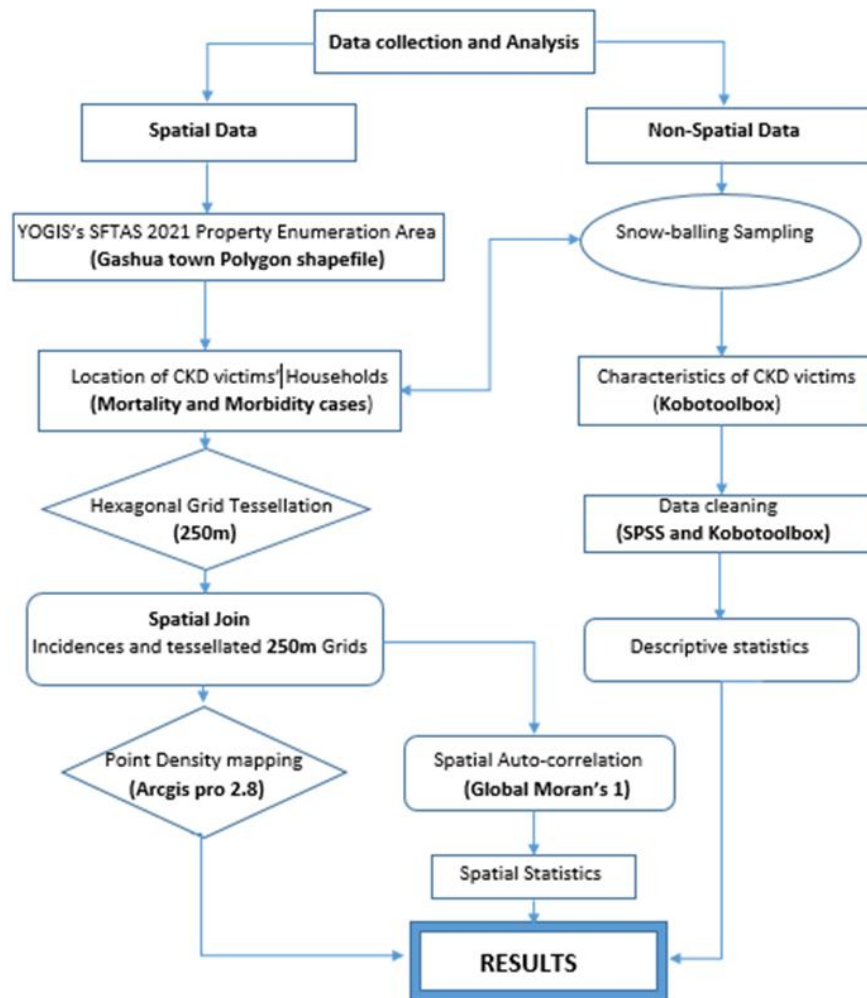 Data collection and Analysis
Spatial Data
Non-Spatial Data
YOGIS's SFTAS 2021 Property Enumeration Area
(Gashua town Polygon shapefile)
Snow-balling Sampling
Location of CKD victims' Households
(Mortality and Morbidity cases)
Characteristics of CKD victims
(Kobotoolbox)
Hexagonal Grid Tessellation
(250m)
Data cleaning
(SPSS and Kobotoolbox)
Spatial Join
Incidences and tessellated 250m Grids
Descriptive statistics
Point Density mapping
(Arcgis pro 2.8)
Spatial Auto-correlation
(Global Moran's 1)
Spatial Statistics
RESULTS